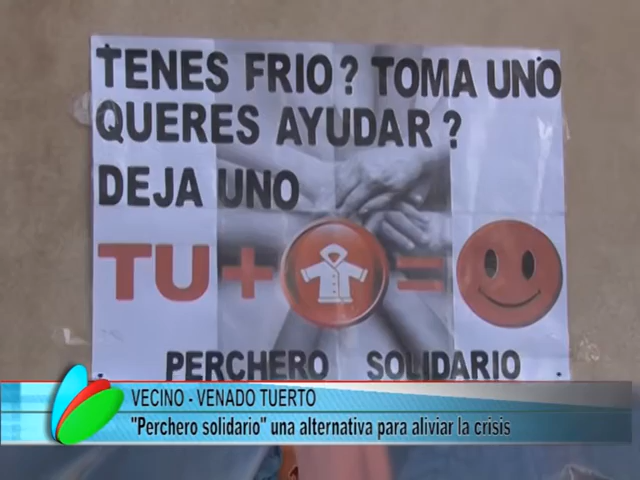 TENES FRIO? TOMA UNO
QUERES AYUDAR?
DEJA UNO
TU + =
PERCHERO SOLIDARIO
VECINO - VENADO TUERTO
"Perchero solidario" una alternativa para aliviar la crisis